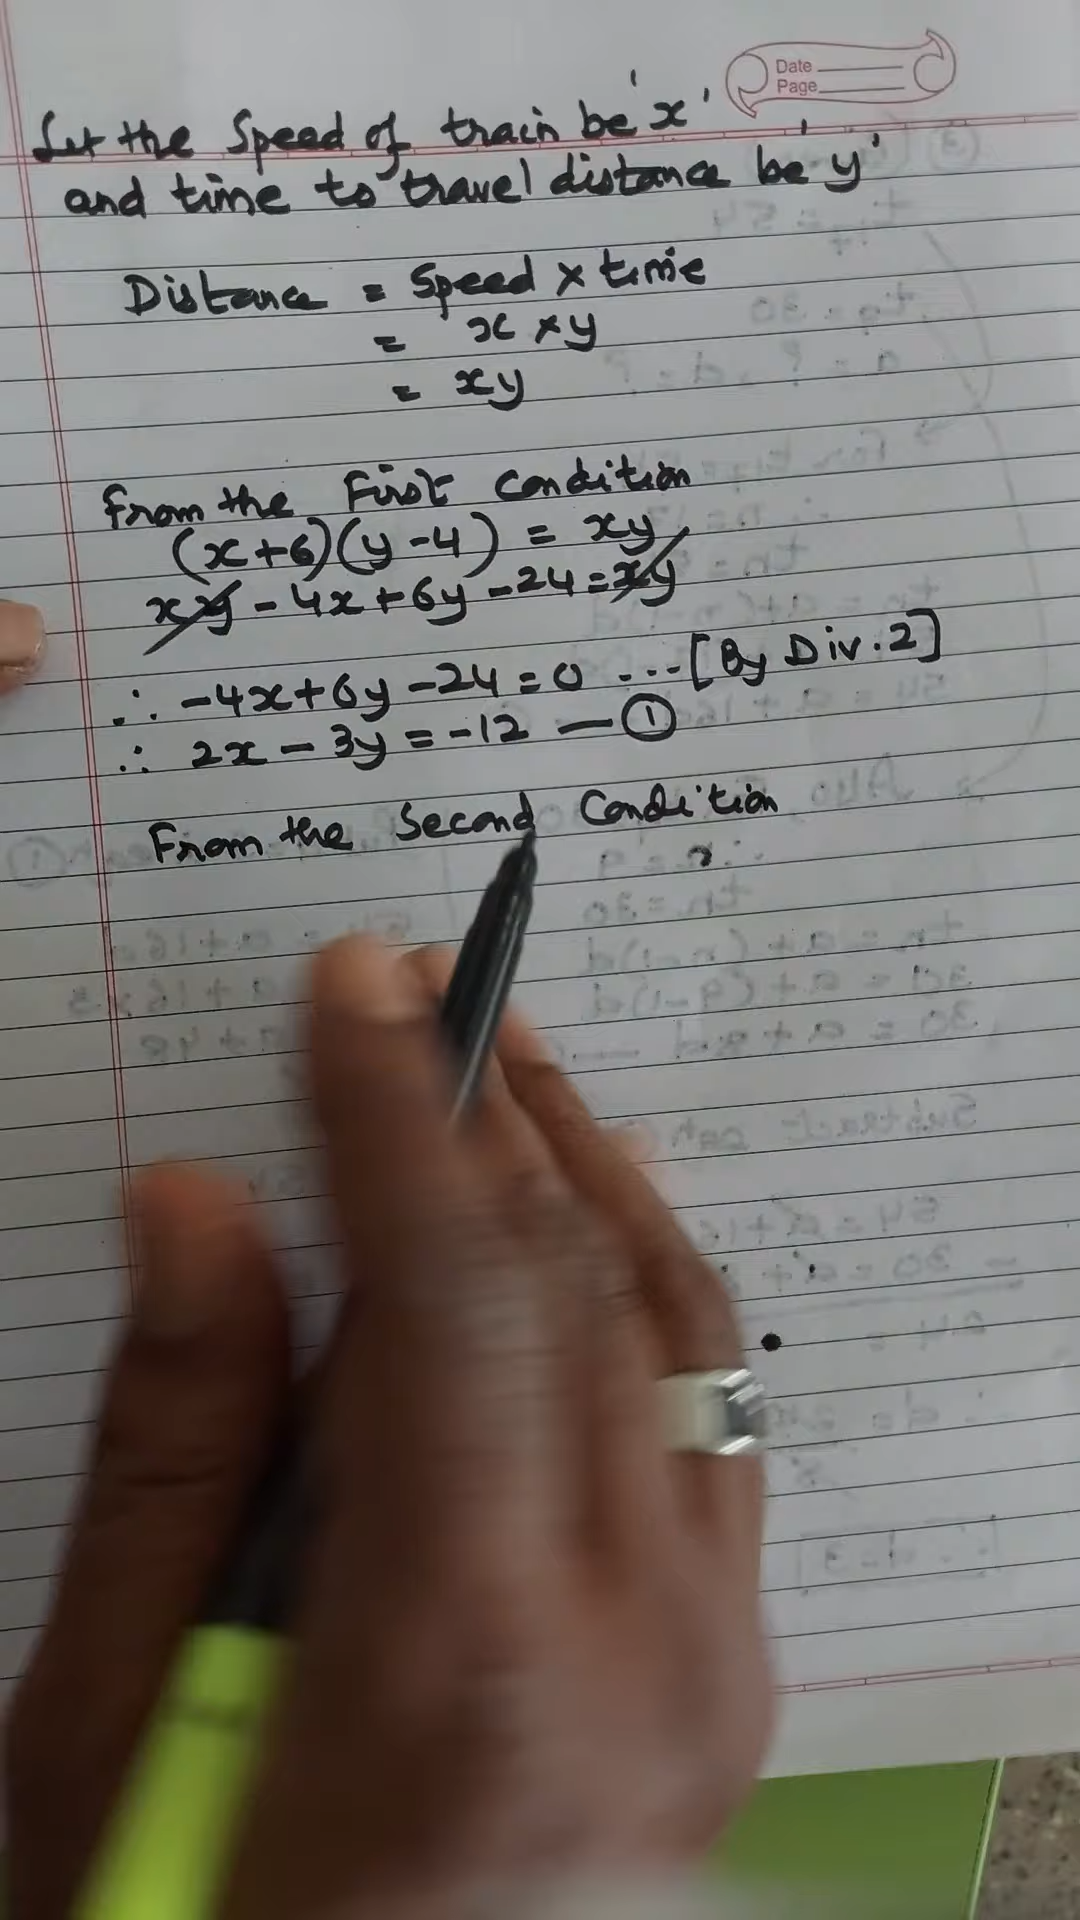 Date
Page
Let the Speed of train be 'x'
and time to travel distance be 'y'
Distance = Speed × time
= x × y
= xy
From the First Condition
(x+6)(y-4) = xy
xy - 4x + 6y - 24 = xy
∴ -4x + 6y - 24 = 0 ...[By Div. 2]
∴ 2x - 3y = -12 — ①
From the Second Condition